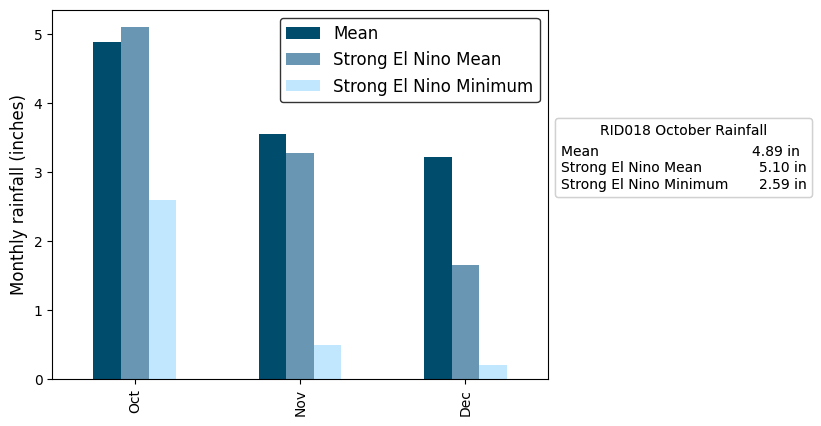 Mean
Strong El Nino Mean
Strong El Nino Minimum
Monthly rainfall (inches)
5
4
3
2
1
0
Oct
Nov
Dec
RID018 October Rainfall
Mean 4.89 in
Strong El Nino Mean 5.10 in
Strong El Nino Minimum 2.59 in